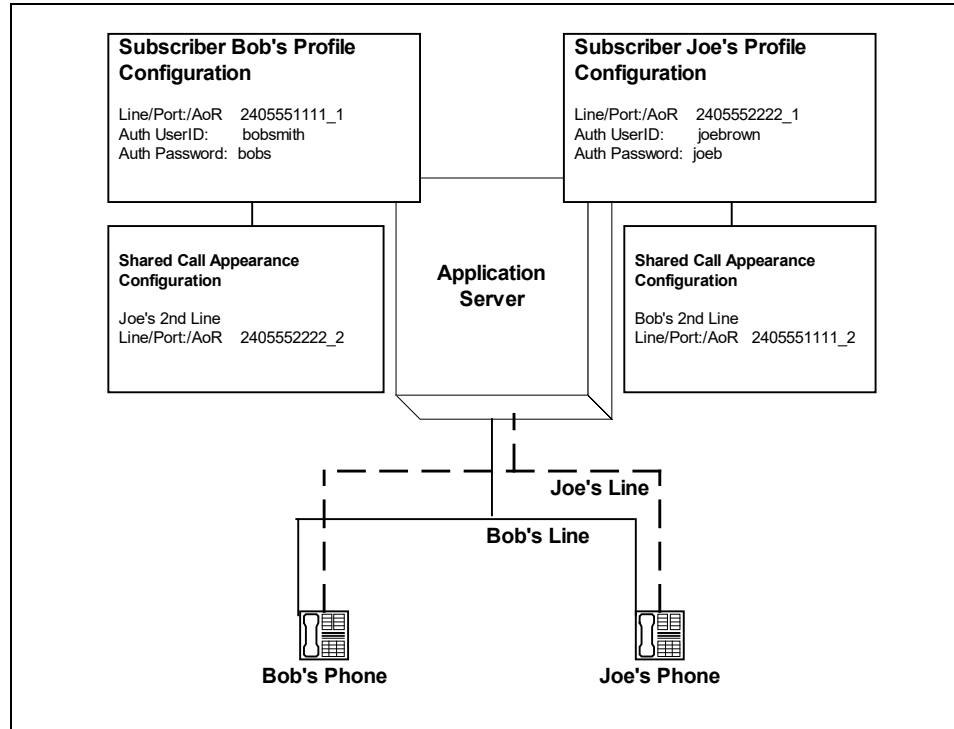 Subscriber Bob's Profile
Configuration
Line/Port:/AoR 2405551111_1
Auth UserID: bobsmith
Auth Password: bobs
Subscriber Joe's Profile
Configuration
Line/Port:/AoR 2405552222_1
Auth UserID: joebrown
Auth Password: joeb
Shared Call Appearance
Configuration
Joe's 2nd Line
Line/Port:/AoR 2405552222_2
Application
Server
Shared Call Appearance
Configuration
Bob's 2nd Line
Line/Port:/AoR 2405551111_2
Joe's Line
Bob's Line
Bob's Phone
Joe's Phone